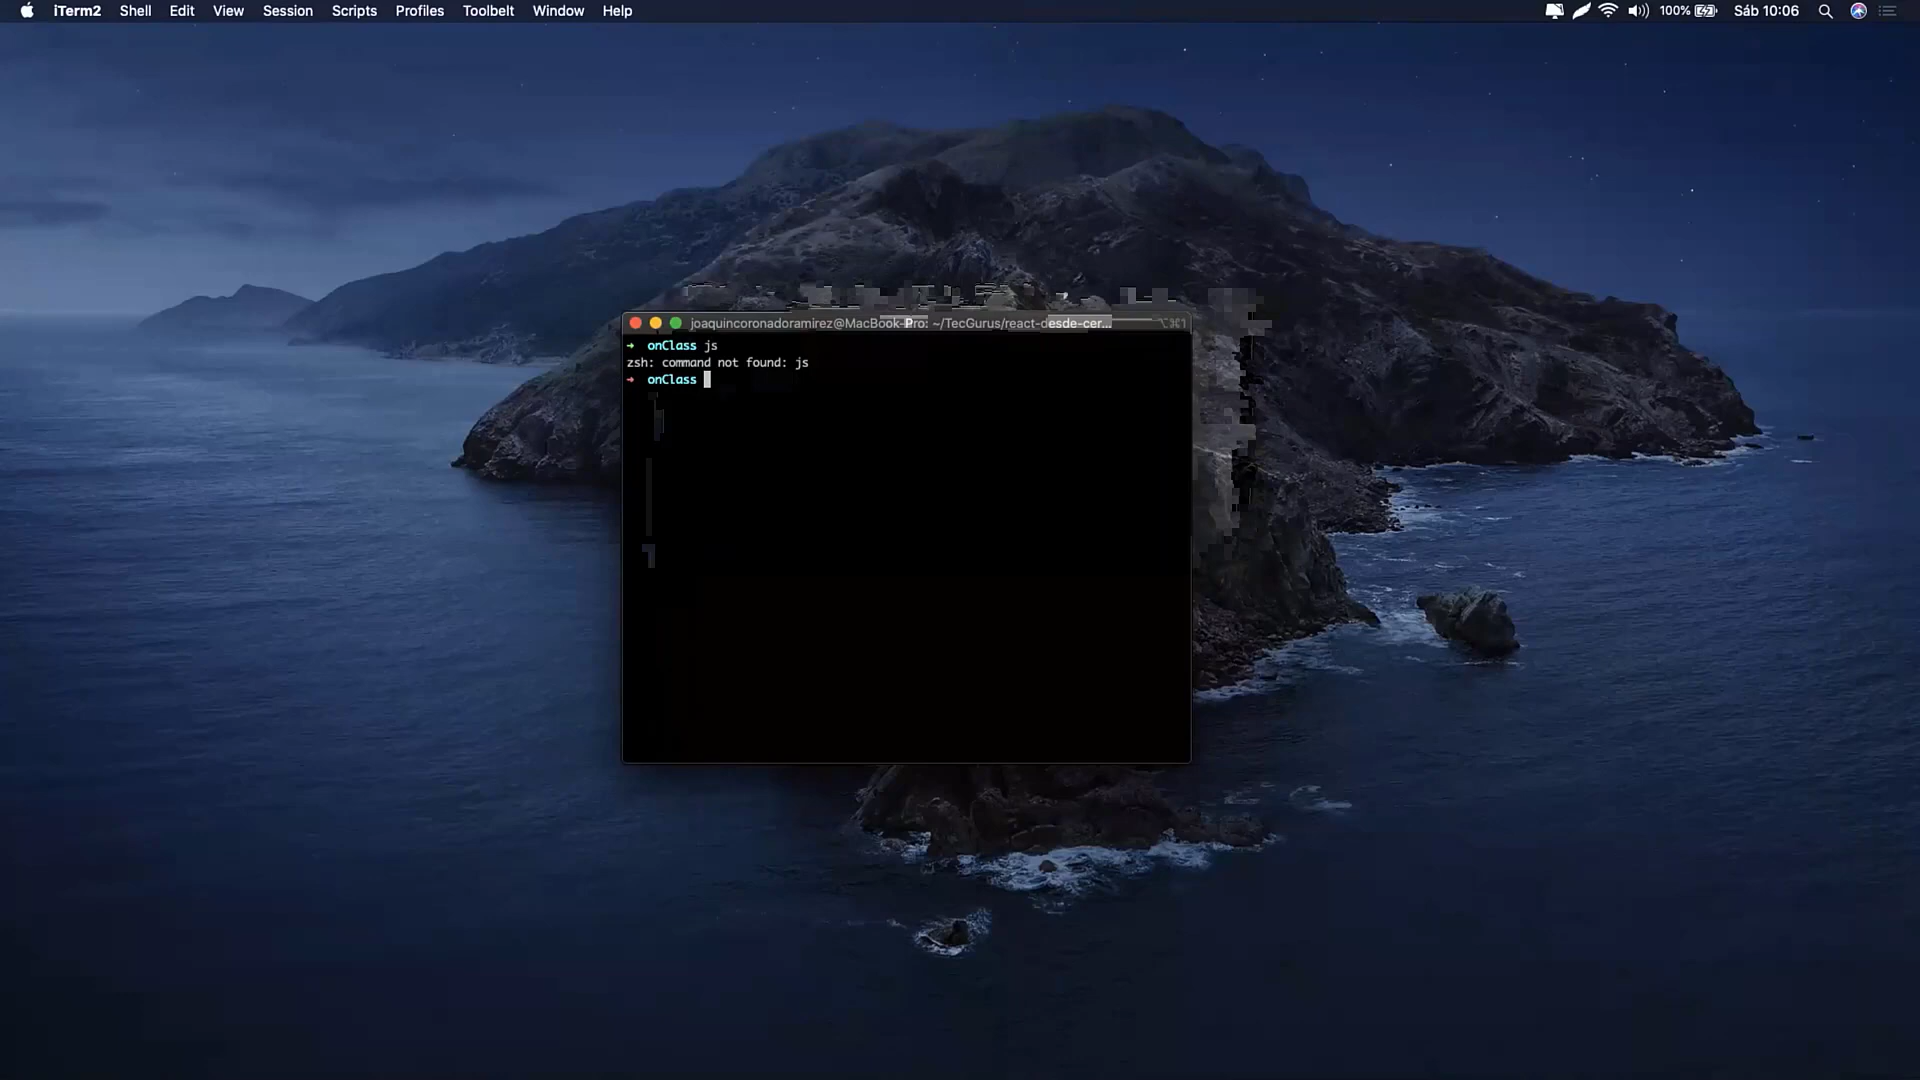 iTerm2 Shell Edit View Session Scripts Profiles Toolbelt Window Help 100% Sáb 10:06
joaquincoronadoramirez@MacBook-Pro: ~/TecGurus/react-desde-cer... ⌥⌘1
➜ onClass js
zsh: command not found: js
➜ onClass